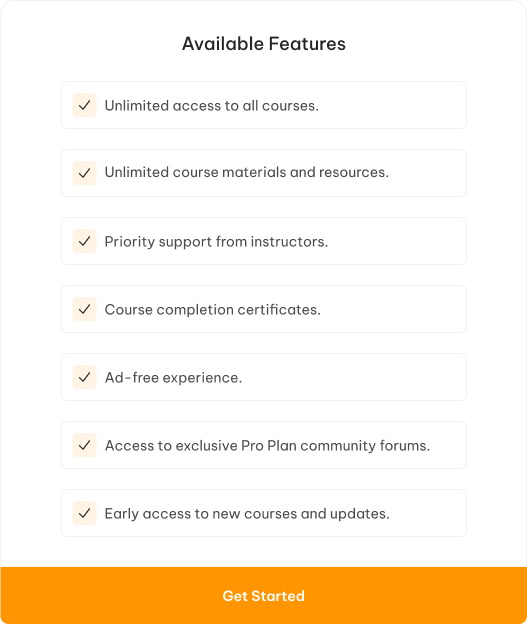 Available Features
Unlimited access to all courses.
Unlimited course materials and resources.
Priority support from instructors.
Course completion certificates.
Ad-free experience.
Access to exclusive Pro Plan community forums.
Early access to new courses and updates.
Get Started